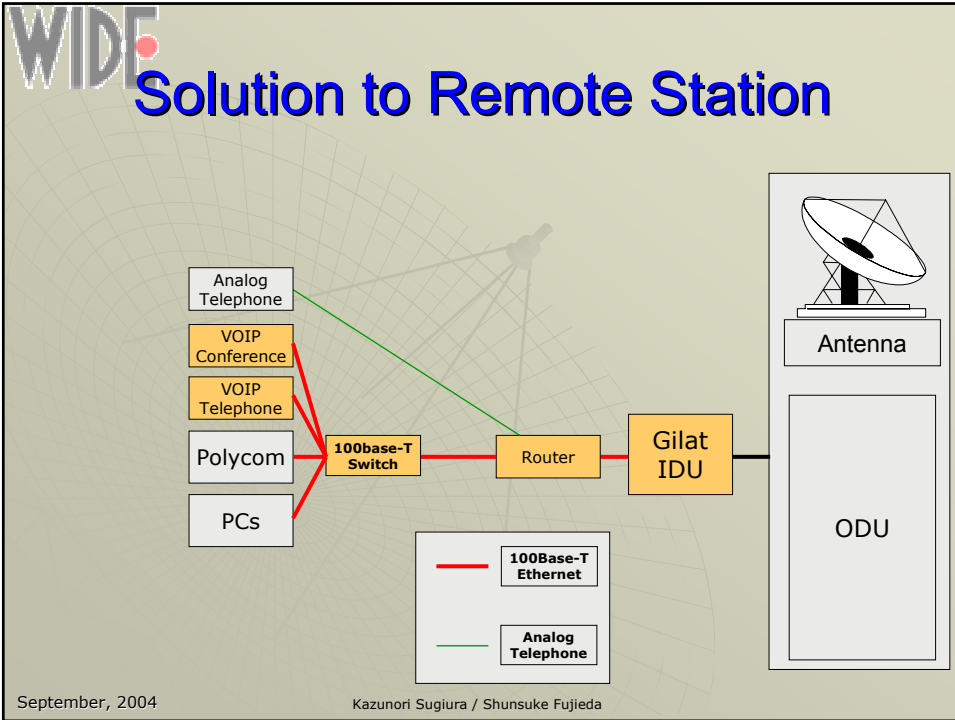 WIDE
Solution to Remote Station
Analog
Telephone
VOIP
Conference
VOIP
Telephone
Polycom
PCs
100base-T
Switch
Router
Gilat
IDU
Antenna
ODU
100Base-T
Ethernet
Analog
Telephone
September, 2004
Kazunori Sugiura / Shunsuke Fujieda